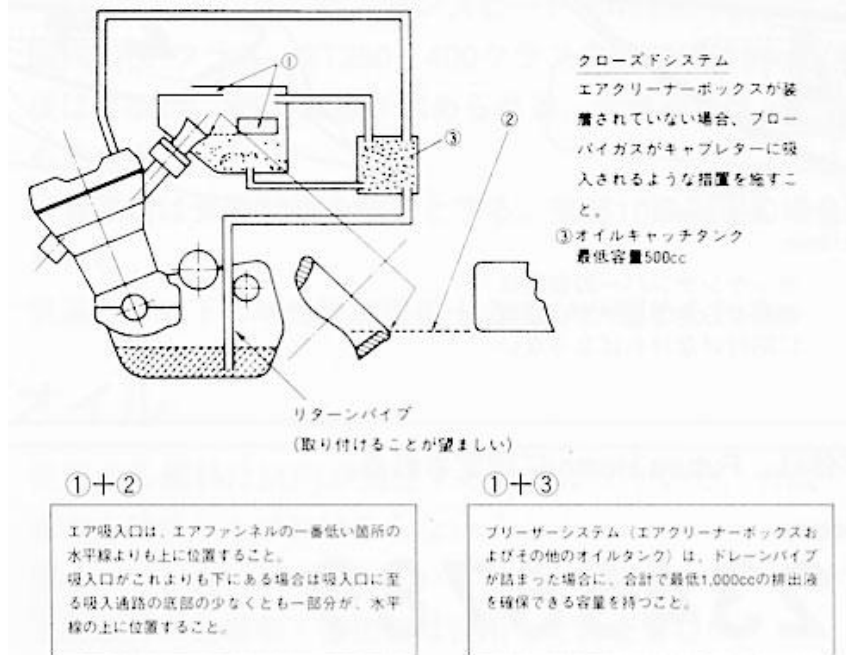 ①
②
③
クローズドシステム
エアクリーナーボックスが装
着されていない場合、ブロー
バイガスがキャブレターに吸
入されるような措置を施すこ
と。
③オイルキャッチタンク
最低容量500cc
リターンパイプ
(取り付けることが望ましい)
①+②
エア吸入口は、エアファンネルの一番低い箇所の
水平線よりも上に位置すること。
吸入口がこれよりも下にある場合は吸入口に至
る吸入通路の底部の少なくとも一部分が、水平
線の上に位置すること。
①+③
ブリーザーシステム（エアクリーナーボックスお
よびその他のオイルタンク）は、ドレーンパイプ
が詰まった場合に、合計で最低1,000ccの排出液
を確保できる容量を持つこと。